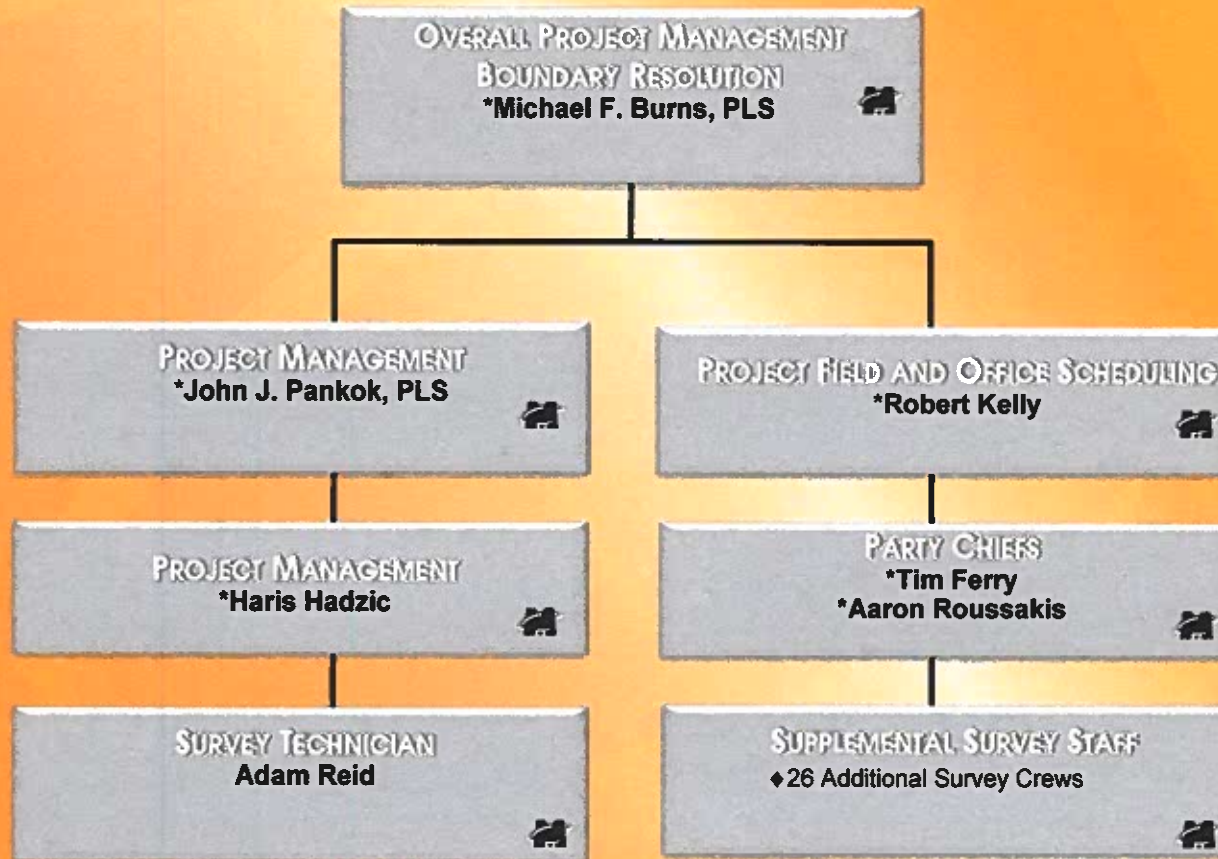 OVERALL PROJECT MANAGEMENT
BOUNDARY RESOLUTION
*Michael F. Burns, PLS
PROJECT MANAGEMENT
*John J. Pankok, PLS
PROJECT FIELD AND OFFICE SCHEDULING
*Robert Kelly
PROJECT MANAGEMENT
*Haris Hadzic
PARTY CHIEFS
*Tim Ferry
*Aaron Roussakis
SURVEY TECHNICIAN
Adam Reid
SUPPLEMENTAL SURVEY STAFF
♦26 Additional Survey Crews